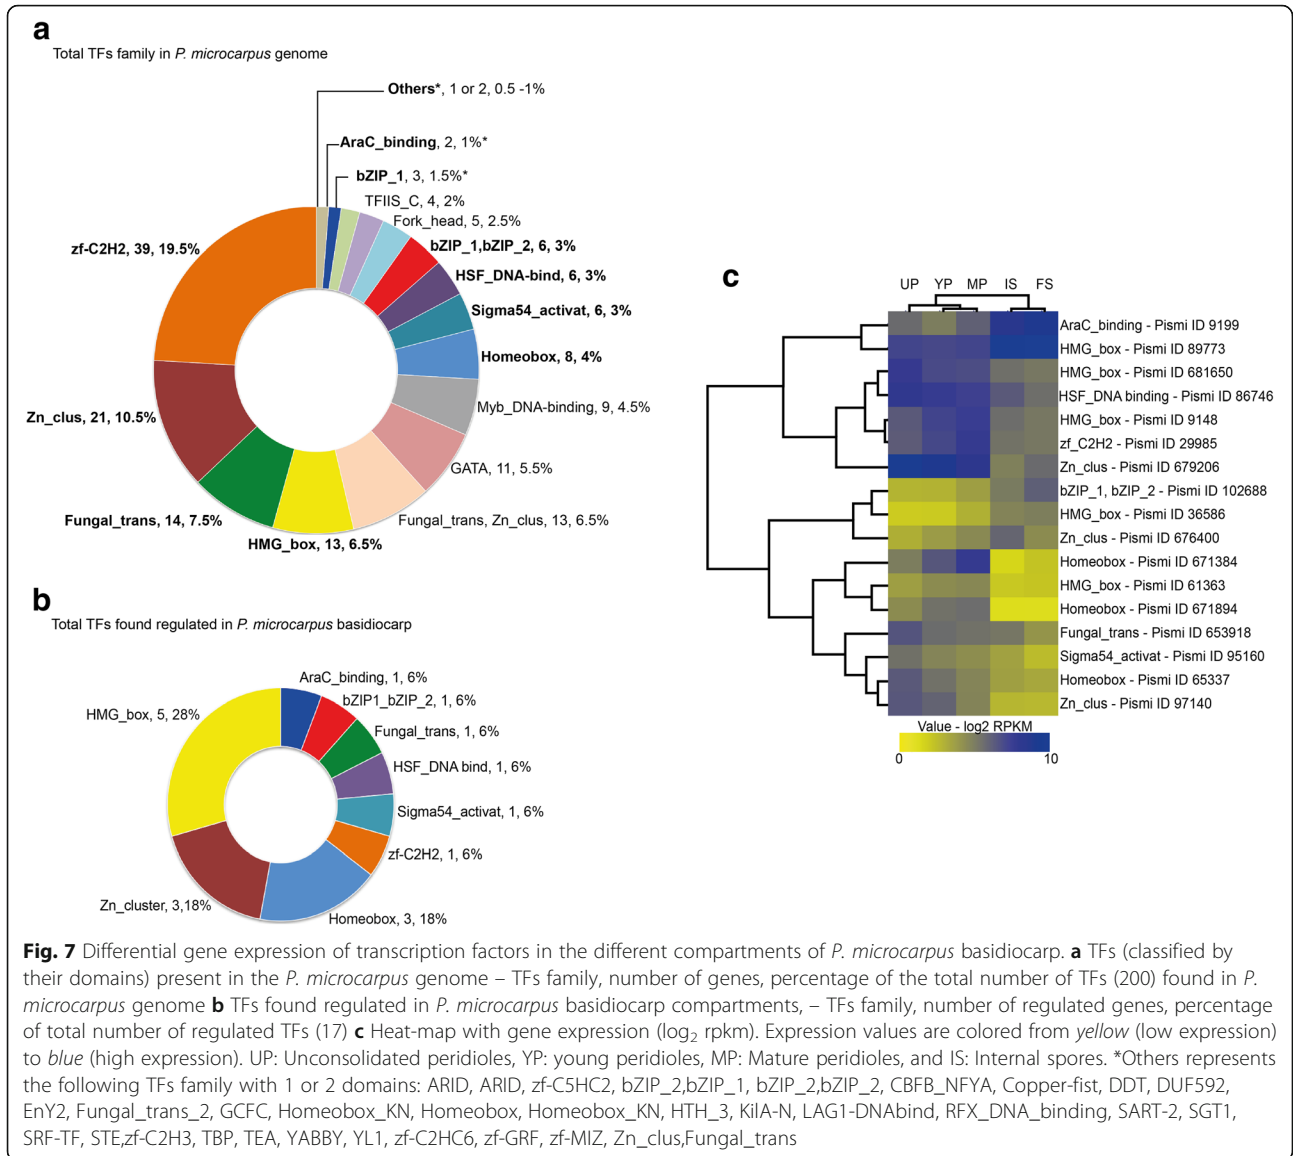 a
Total TFs family in P. microcarpus genome
Others*, 1 or 2, 0.5 -1%
AraC_binding, 2, 1%*
bZIP_1, 3, 1.5%*
TFIIS_C, 4, 2%
Fork_head, 5, 2.5%
bZIP_1,bZIP_2, 6, 3%
HSF_DNA-bind, 6, 3%
Sigma54_activat, 6, 3%
Homeobox, 8, 4%
Myb_DNA-binding, 9, 4.5%
GATA, 11, 5.5%
Fungal_trans, Zn_clus, 13, 6.5%
HMG_box, 13, 6.5%
Fungal_trans, 14, 7.5%
Zn_clus, 21, 10.5%
zf-C2H2, 39, 19.5%
b
Total TFs found regulated in P. microcarpus basidiocarp
AraC_binding, 1, 6%
bZIP1_bZIP_2, 1, 6%
Fungal_trans, 1, 6%
HSF_DNA bind, 1, 6%
Sigma54_activat, 1, 6%
zf-C2H2, 1, 6%
Homeobox, 3, 18%
Zn_cluster, 3,18%
HMG_box, 5, 28%
c
UP YP MP IS FS
AraC_binding - Pismi ID 9199
HMG_box - Pismi ID 89773
HMG_box - Pismi ID 681650
HSF_DNA binding - Pismi ID 86746
HMG_box - Pismi ID 9148
zf_C2H2 - Pismi ID 29985
Zn_clus - Pismi ID 679206
bZIP_1, bZIP_2 - Pismi ID 102688
HMG_box - Pismi ID 36586
Zn_clus - Pismi ID 676400
Homeobox - Pismi ID 671384
HMG_box - Pismi ID 61363
Homeobox - Pismi ID 671894
Fungal_trans - Pismi ID 653918
Sigma54_activat - Pismi ID 95160
Homeobox - Pismi ID 65337
Zn_clus - Pismi ID 97140
Value - log2 RPKM
0 10
Fig. 7 Differential gene expression of transcription factors in the different compartments of P. microcarpus basidiocarp. a TFs (classified by
their domains) present in the P. microcarpus genome – TFs family, number of genes, percentage of the total number of TFs (200) found in P.
microcarpus genome b TFs found regulated in P. microcarpus basidiocarp compartments, – TFs family, number of regulated genes, percentage
of total number of regulated TFs (17) c Heat-map with gene expression (log2 rpkm). Expression values are colored from yellow (low expression)
to blue (high expression). UP: Unconsolidated peridioles, YP: young peridioles, MP: Mature peridioles, and IS: Internal spores. *Others represents
the following TFs family with 1 or 2 domains: ARID, ARID, zf-C5HC2, bZIP_2,bZIP_1, bZIP_2,bZIP_2, CBFB_NFYA, Copper-fist, DDT, DUF592,
EnY2, Fungal_trans_2, GCFC, Homeobox_KN, Homeobox, Homeobox_KN, HTH_3, KilA-N, LAG1-DNAbind, RFX_DNA_binding, SART-2, SGT1,
SRF-TF, STE,zf-C2H3, TBP, TEA, YABBY, YL1, zf-C2HC6, zf-GRF, zf-MIZ, Zn_clus,Fungal_trans